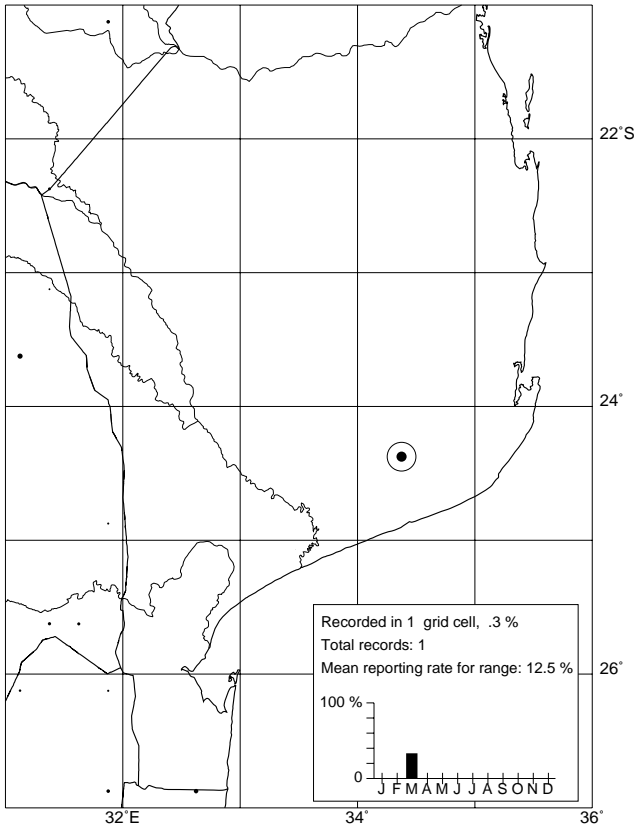 22˚S
24˚
Recorded in 1 grid cell, .3 %
Total records: 1
Mean reporting rate for range: 12.5 %
26˚
100 %
0
J F M A M J J A S O N D
32˚E
34˚
36˚